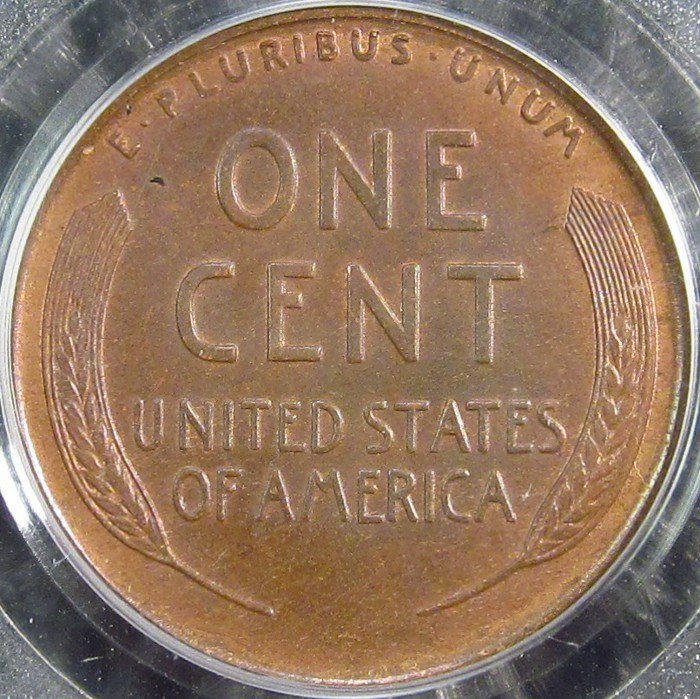 E · PLURIBUS · UNUM
ONE
CENT
UNITED STATES
OF AMERICA